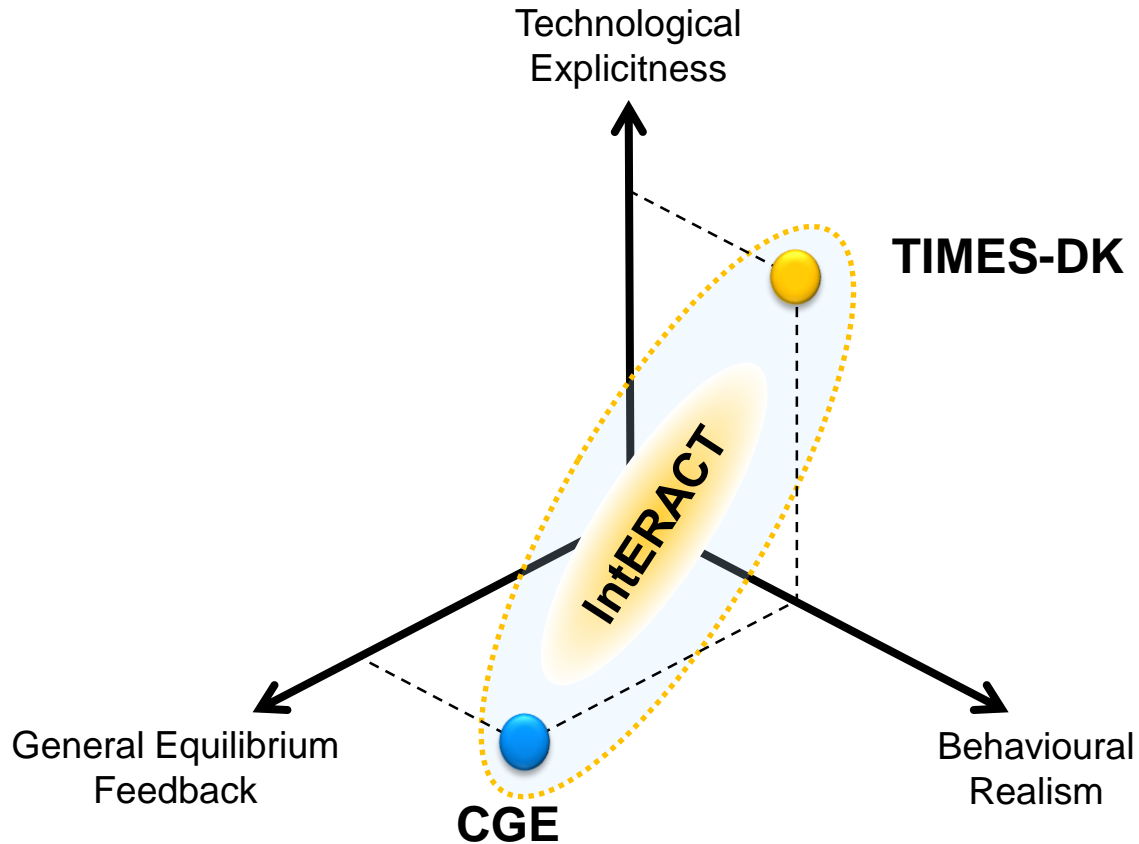 Technological
Explicitness
TIMES-DK
IntERACT
General Equilibrium
Feedback
Behavioural
Realism
CGE